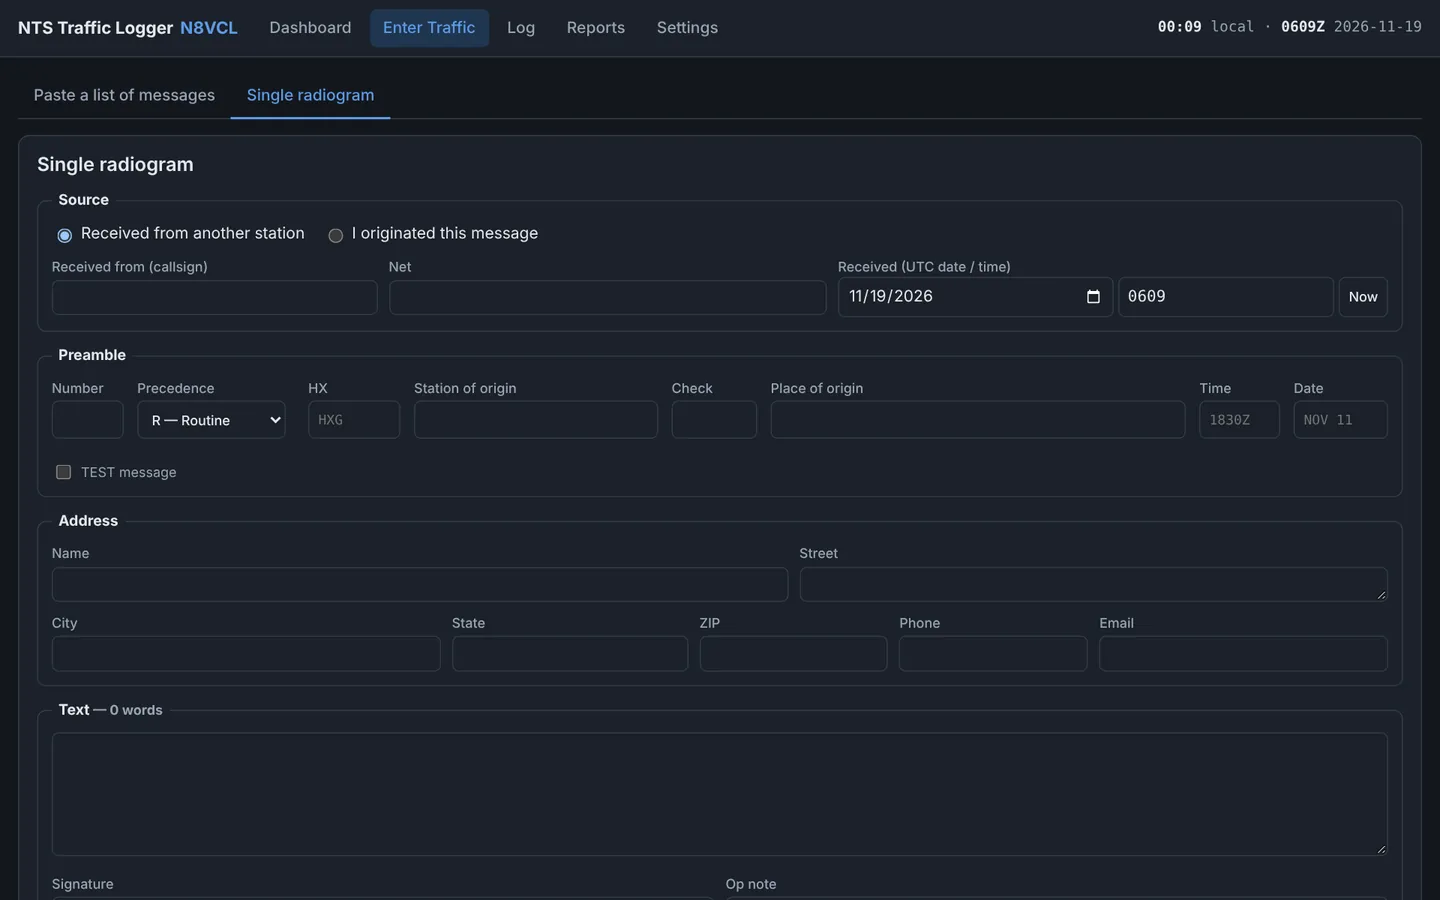 NTS Traffic Logger N8VCL Dashboard Enter Traffic Log Reports Settings 00:09 local · 0609Z 2026-11-19
Paste a list of messages Single radiogram
Single radiogram
Source
Received from another station I originated this message
Received from (callsign) Net Received (UTC date / time)
11/19/2026 0609 Now
Preamble
Number Precedence HX Station of origin Check Place of origin Time Date
R — Routine HXG 1830Z NOV 11
TEST message
Address
Name Street
City State ZIP Phone Email
Text — 0 words
Signature Op note